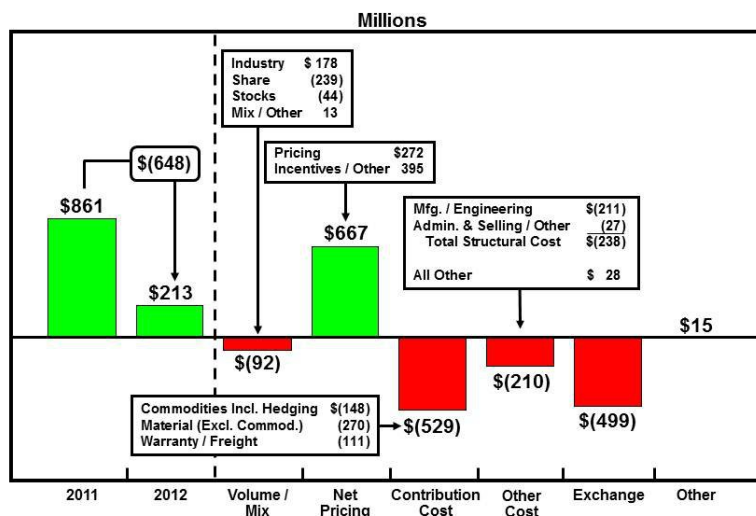 Millions
Industry $ 178
Share (239)
Stocks (44)
Mix / Other 13
$(648)
Pricing $272
Incentives / Other 395
$861
$213
$667
Mfg. / Engineering $(211)
Admin. & Selling / Other (27)
Total Structural Cost $(238)
All Other $ 28
$15
$(92)
$(210)
Commodities Incl. Hedging $(148)
Material (Excl. Commod.) (270)
Warranty / Freight (111)
$(529)
$(499)
2011
2012
Volume /
Mix
Net
Pricing
Contribution
Cost
Other
Cost
Exchange
Other